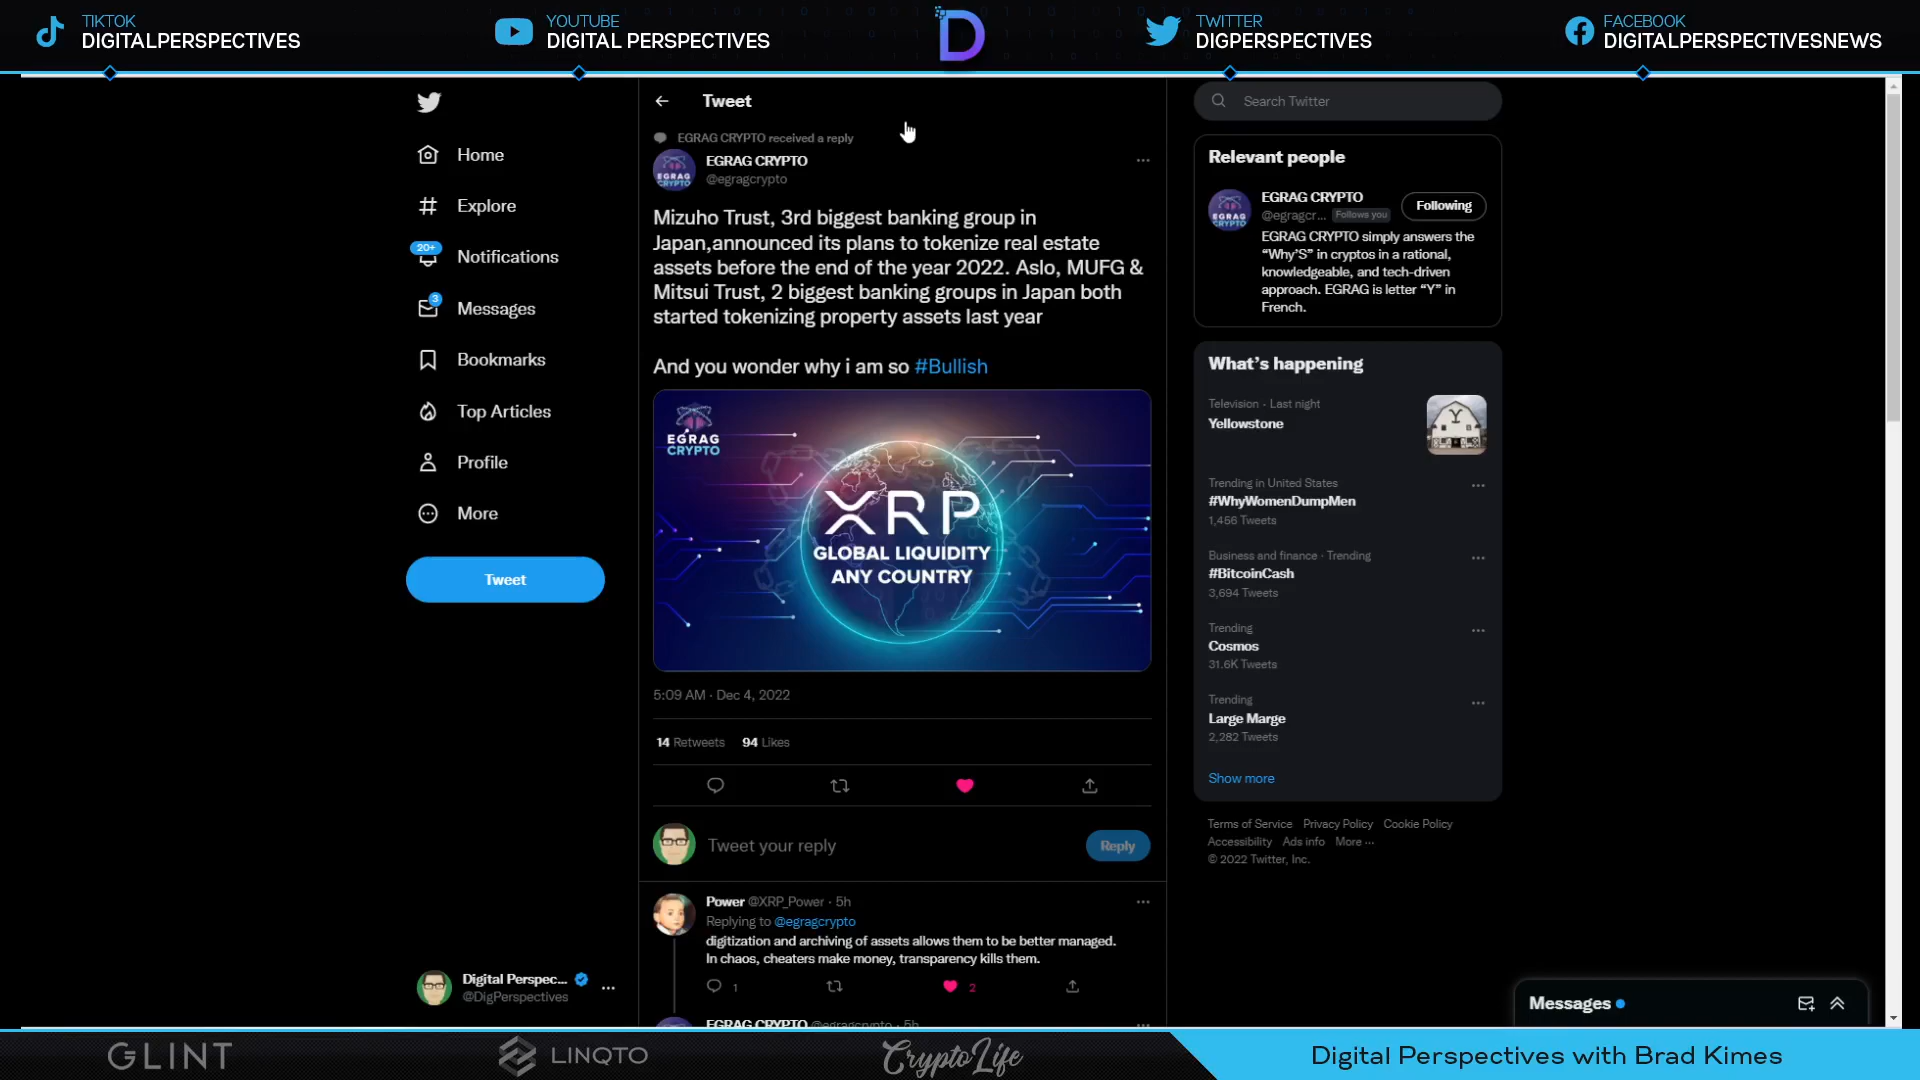 TIKTOK
DIGITALPERSPECTIVES
YOUTUBE
DIGITAL PERSPECTIVES
D
TWITTER
DIGPERSPECTIVES
FACEBOOK
DIGITALPERSPECTIVESNEWS
Home
Explore
20+
Notifications
3
Messages
Bookmarks
Top Articles
Profile
More
Tweet
Digital Perspec...
@DigPerspectives
Tweet
EGRAG CRYPTO received a reply
EGRAG CRYPTO
@egragcrypto
Mizuho Trust, 3rd biggest banking group in
Japan,announced its plans to tokenize real estate
assets before the end of the year 2022. Aslo, MUFG &
Mitsui Trust, 2 biggest banking groups in Japan both
started tokenizing property assets last year
And you wonder why i am so #Bullish
EGRAG
CRYPTO
XRP
GLOBAL LIQUIDITY
ANY COUNTRY
5:09 AM · Dec 4, 2022
14 Retweets 94 Likes
Tweet your reply
Reply
Power @XRP_Power · 5h
Replying to @egragcrypto
digitization and archiving of assets allows them to be better managed.
In chaos, cheaters make money, transparency kills them.
1
2
EGRAG CRYPTO @egragcrypto · 5h
Search Twitter
Relevant people
EGRAG CRYPTO
@egragcr... Follows you
Following
EGRAG CRYPTO simply answers the
“Why’S” in cryptos in a rational,
knowledgeable, and tech-driven
approach. EGRAG is letter “Y” in
French.
What’s happening
Television · Last night
Yellowstone
Trending in United States
#WhyWomenDumpMen
1,466 Tweets
Business and finance · Trending
#BitcoinCash
3,694 Tweets
Trending
Cosmos
31.6K Tweets
Trending
Large Marge
2,282 Tweets
Show more
Terms of Service Privacy Policy Cookie Policy
Accessibility Ads info More ...
© 2022 Twitter, Inc.
Messages
GLINT
LINQTO
CryptoLife
Digital Perspectives with Brad Kimes